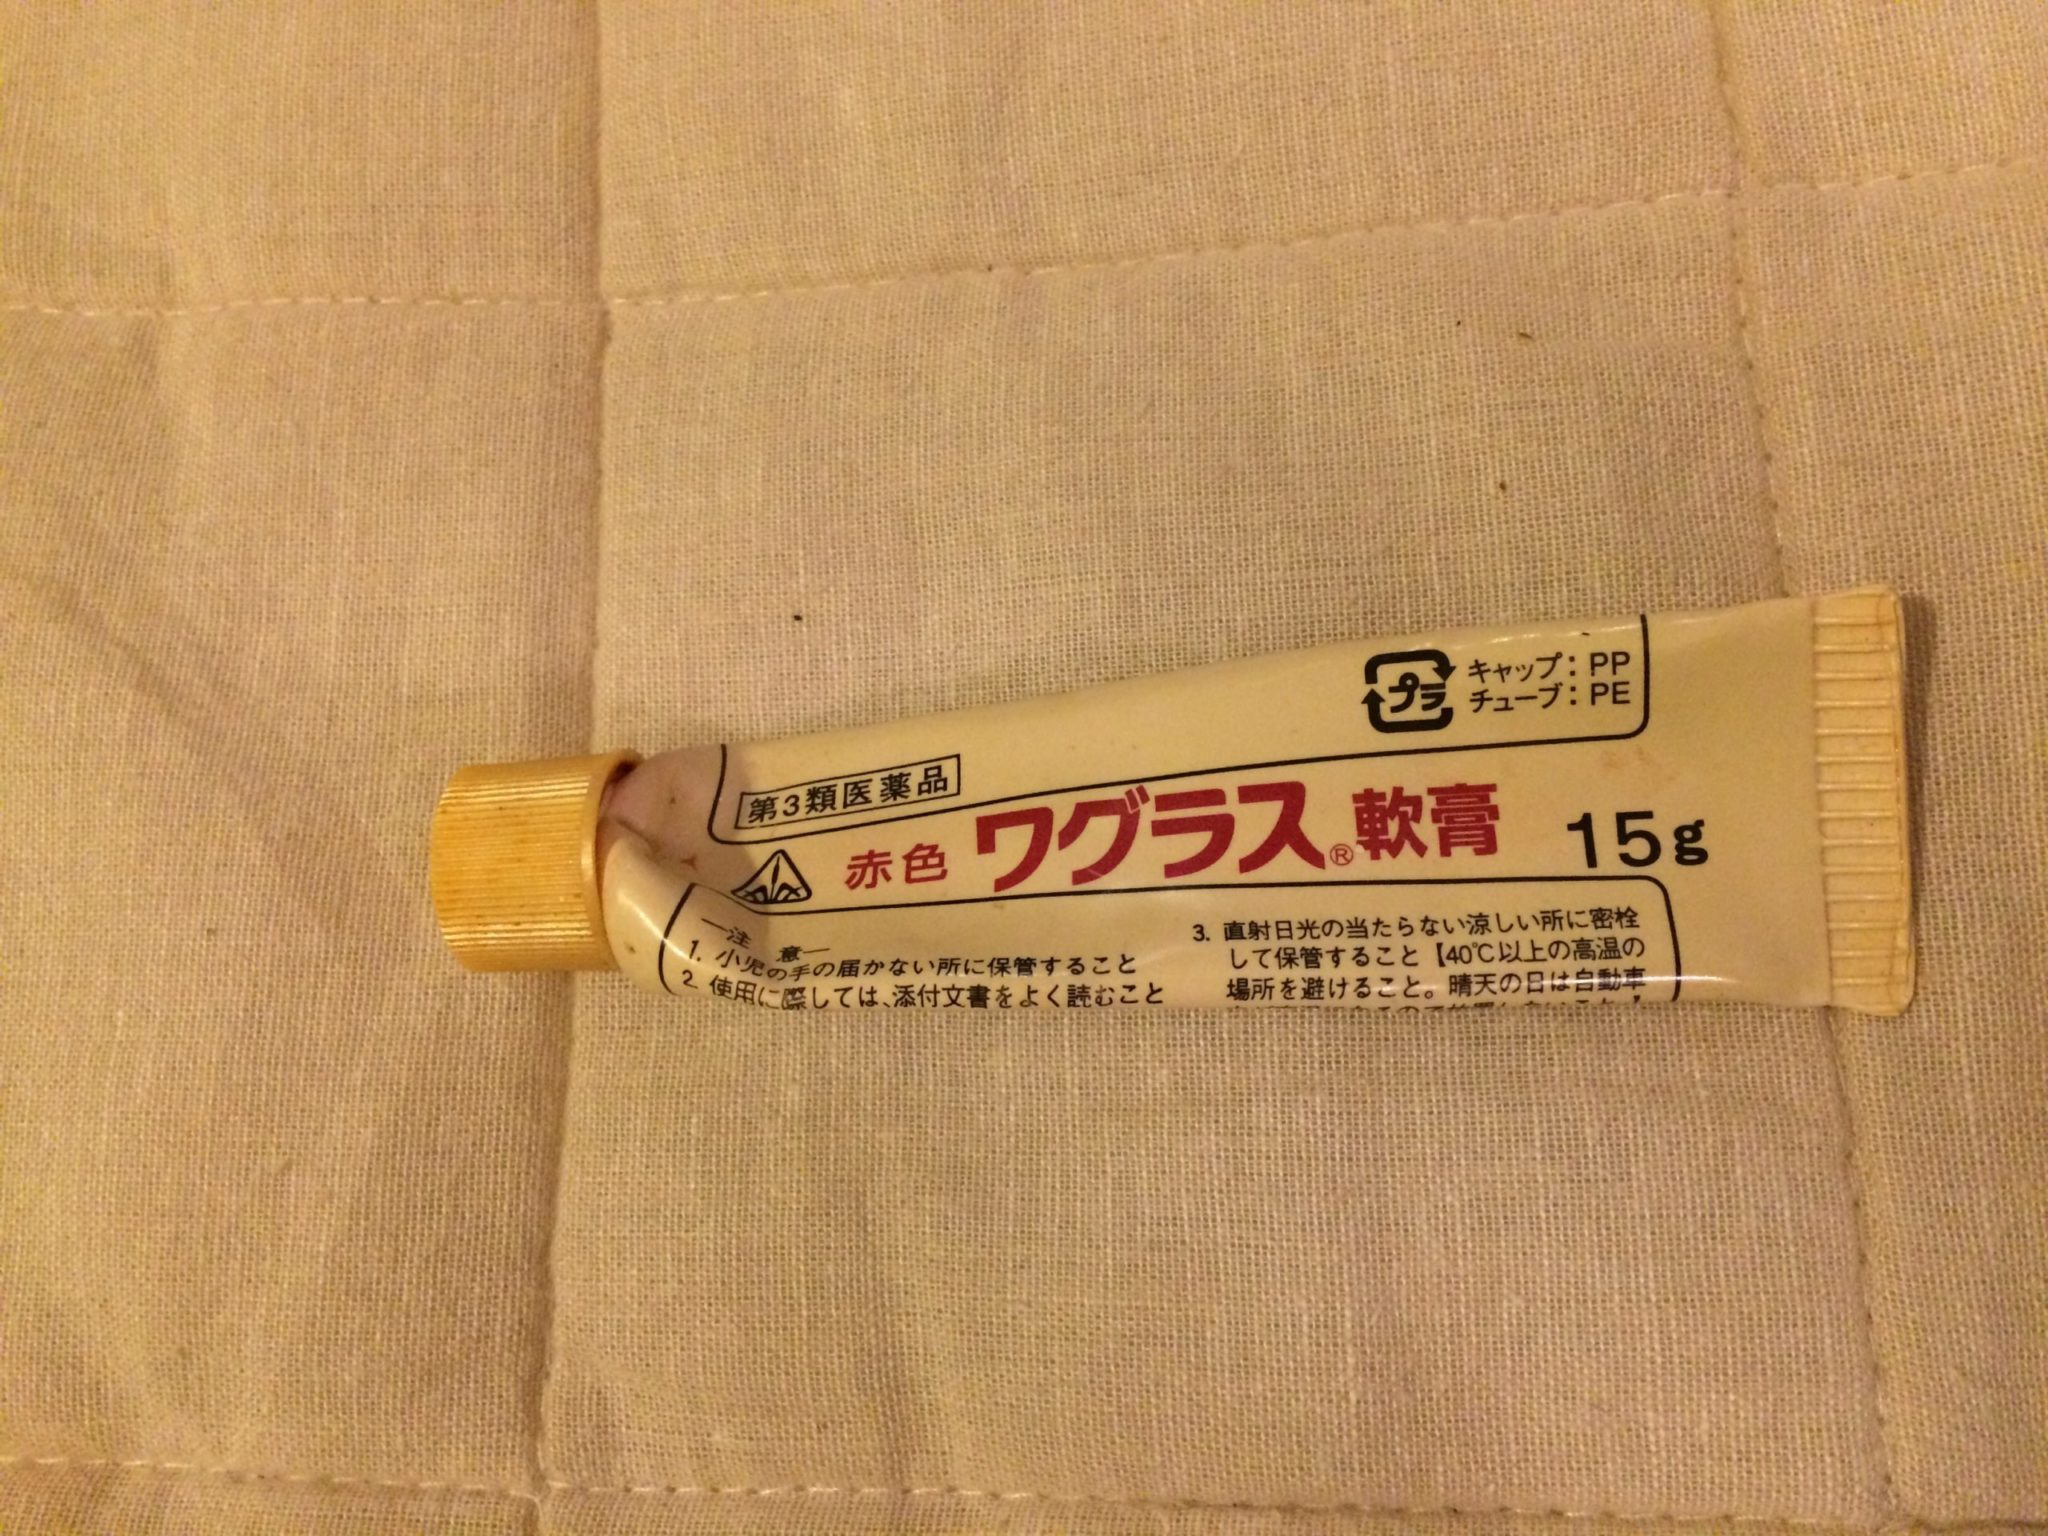 プラ
キャップ：PP
チューブ：PE
第3類医薬品
赤色 ワグラス®軟膏 15g
—注 意—
1. 小児の手の届かない所に保管すること
2. 使用に際しては、添付文書をよく読むこと
3. 直射日光の当たらない涼しい所に密栓
して保管すること【40℃以上の高温の
場所を避けること。晴天の日は自動車